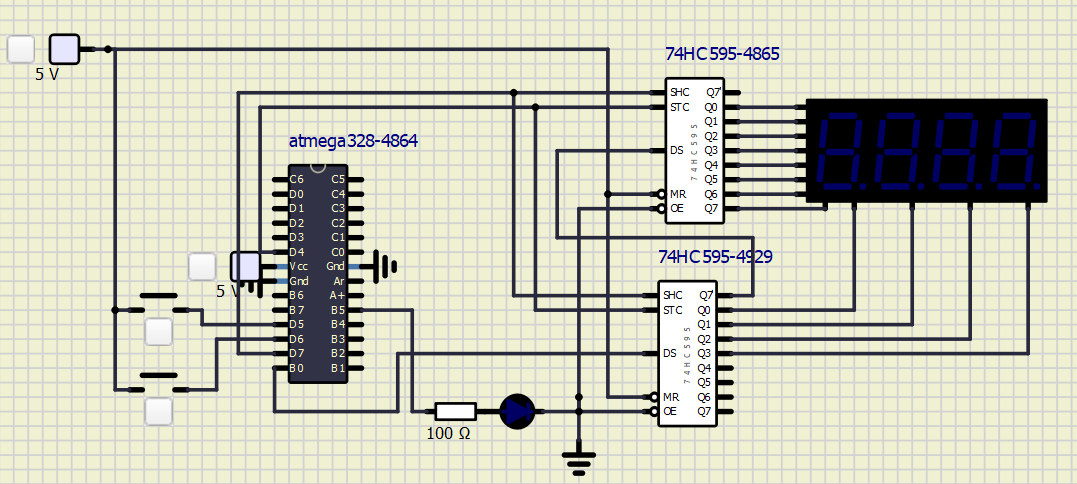 5 V
74HC595-4865
SHC Q7'
STC Q0
Q1
Q2
DS Q3
Q4
Q5
MR Q6
OE Q7
74HC595
atmega328-4864
C6 C5
D0 C4
D1 C3
D2 C2
D3 C1
D4 C0
Vcc Gnd
Gnd Ar
B6 A+
B7 B5
D5 B4
D6 B3
D7 B2
B0 B1
5 V
74HC595-4929
SHC Q7'
STC Q0
Q1
Q2
DS Q3
Q4
Q5
MR Q6
OE Q7
74HC595
100 Ω